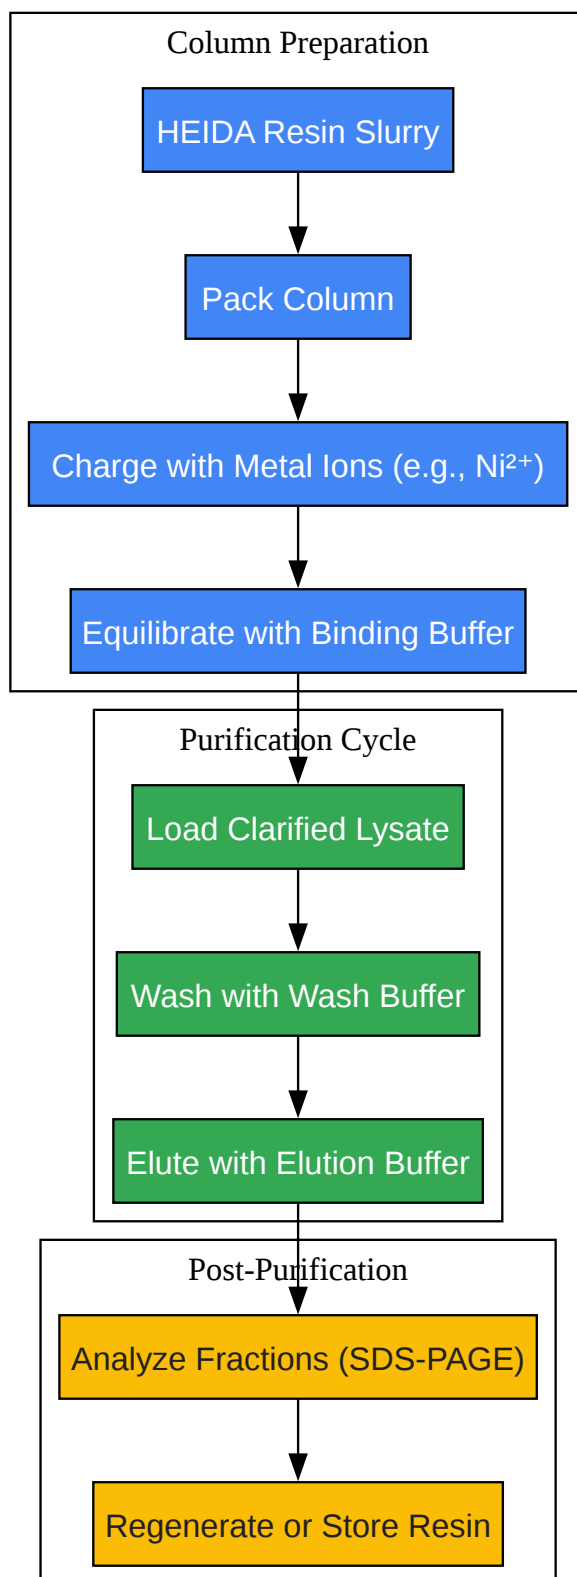 Column Preparation
HEIDA Resin Slurry
Pack Column
Charge with Metal Ions (e.g., Ni²⁺)
Equilibrate with Binding Buffer
Purification Cycle
Load Clarified Lysate
Wash with Wash Buffer
Elute with Elution Buffer
Post-Purification
Analyze Fractions (SDS-PAGE)
Regenerate or Store Resin